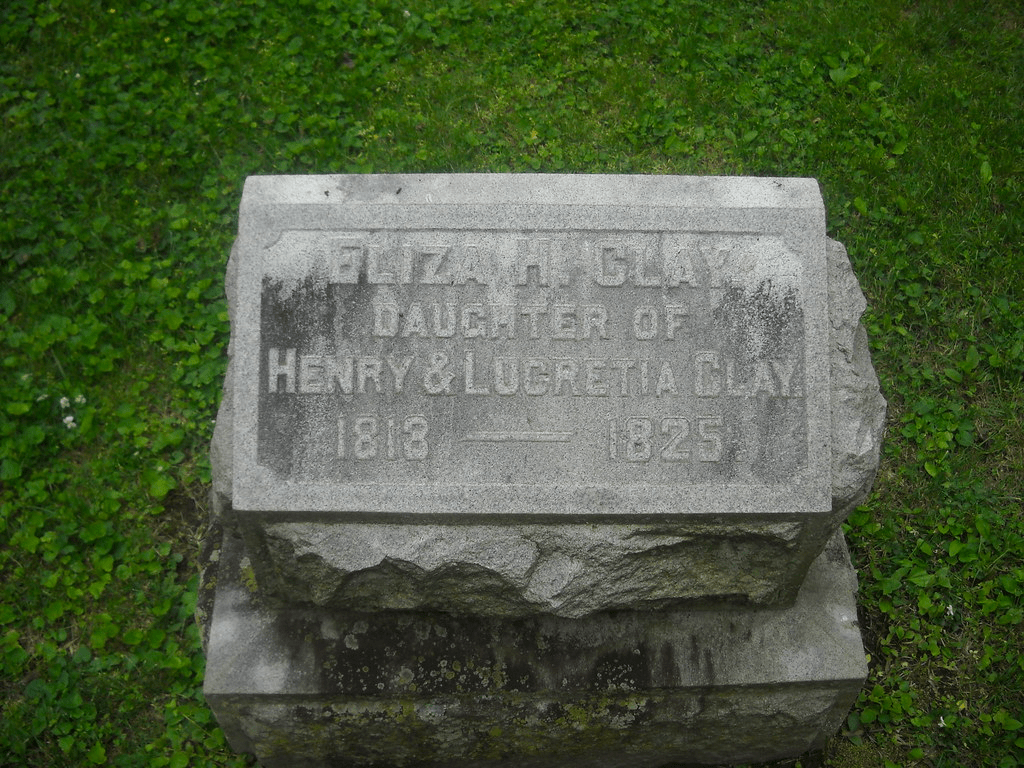 ELIZA H. CLAY.
DAUGHTER OF
HENRY & LUCRETIA CLAY.
1813 — 1825.